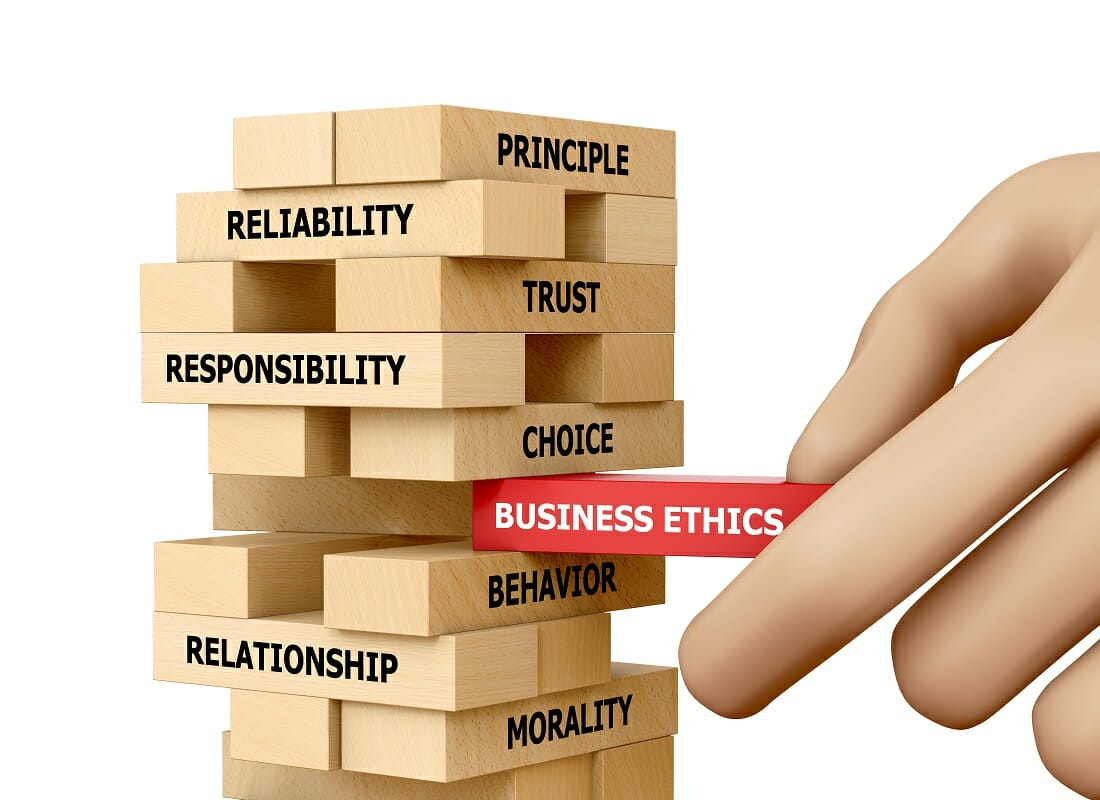 PRINCIPLE
RELIABILITY
TRUST
RESPONSIBILITY
CHOICE
BUSINESS ETHICS
BEHAVIOR
RELATIONSHIP
MORALITY